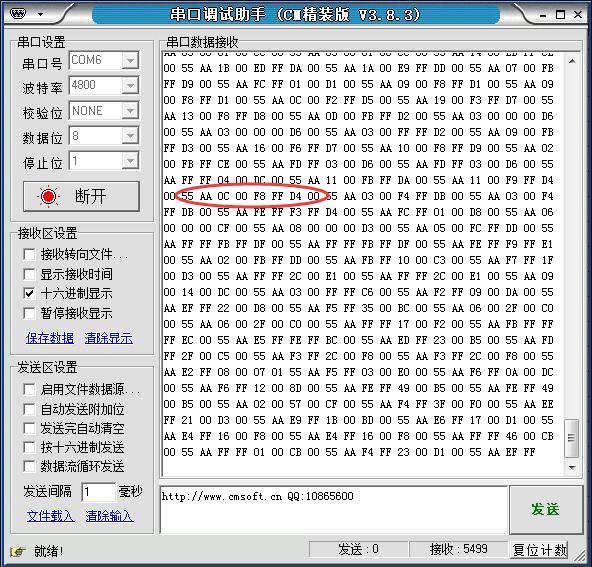 串口调试助手 (CM精装版 V3.8.3)
串口设置
串口号 COM6
波特率 4800
校验位 NONE
数据位 8
停止位 1
断开
接收区设置
接收转向文件...
显示接收时间
十六进制显示
暂停接收显示
保存数据 清除显示
发送区设置
启用文件数据源...
自动发送附加位
发送完自动清空
按十六进制发送
数据流循环发送
发送间隔 1 毫秒
文件载入 清除输入
串口数据接收
00 55 AA 1B 00 ED FF DA 00 55 AA 1A 00 E9 FF DD 00 55 AA 07 00 FB
FF D9 00 55 AA FC FF 01 00 D1 00 55 AA 09 00 F8 FF D4 00 55 AA 09
00 F8 FF D1 00 55 AA 0C 00 F2 FF D5 00 55 AA 19 00 F3 FF D7 00 55
AA 13 00 F8 FF D8 00 55 AA 0D 00 FB FF D8 00 55 AA 03 00 00 00 D6
00 55 AA 03 00 00 00 D6 00 55 AA 03 00 FF FF D2 00 55 AA 09 00 F5
FF D3 00 55 AA 16 00 F6 FF D7 00 55 AA 10 00 F9 FF D9 00 55 AA 02
00 FB FF CE 00 55 AA FD FF 03 00 D6 00 55 AA FD FF 03 00 D6 00 55
AA FF FF 04 00 DC 00 55 AA 11 00 FB FF DA 00 55 AA 11 00 F9 FF D4
00 55 AA 0C 00 F8 FF D4 00 55 AA 03 00 F4 FF DB 00 55 AA 03 00 F4
FF DB 00 55 AA FE FF F3 FF D4 00 55 AA FC FF 01 00 D8 00 55 AA 06
00 00 00 CF 00 55 AA 08 00 05 00 CF 00 55 AA 08 00 0F 00 DD 00 55
AA FF FF BF FF DF 00 55 AA FF FF BF FF DF 00 55 AA EF FF F9 FF E1
00 55 AA 02 00 FB FF DB 00 55 AA FB FF 10 00 C3 00 55 AA F7 FF 1F
00 D3 00 55 AA FF FF 2C 00 E1 00 55 AA FF FF 2C 00 E1 00 55 AA 09
00 14 00 DC 00 55 AA 03 00 FF FF C6 00 55 AA F2 FF 09 00 DA 00 55
AA EF FF 22 00 D8 00 55 AA F5 FF 35 00 BC 00 55 AA 06 00 2F 00 C0
00 55 AA 06 00 2F 00 C0 00 55 AA FF FF 17 00 F2 00 55 AA FB FF FF
FF EC 00 55 AA E5 FF EF FF CE 00 55 AA EE FF 20 00 C9 00 55 AA F3
FF 2F 00 C5 00 55 AA F3 FF 2C 00 F8 00 55 AA F3 FF 2C 00 F8 00 55
AA E8 FF 02 00 07 01 55 AA F1 FF F7 FF F7 00 55 AA F6 FF 0A 00 DC
00 55 AA F6 FF 12 00 8D 00 55 AA EF FF 49 00 B5 00 55 AA EF FF 49
00 B5 00 55 AA 02 00 57 00 CF 00 55 AA F4 FF 0F 00 F0 00 55 AA EE
FF 21 00 D3 00 55 AA FF FF 1B 00 BD 00 55 AA E6 FF 17 00 D1 00 55
AA E4 FF 16 00 F8 00 55 AA E4 FF 16 00 F8 00 55 AA FF FF 46 00 CB
00 55 AA F4 FF 23 FF 3D 01 00 55 AA E6 FF FF
http://www.cmsoft.cn QQ:10865600
发送
就绪!
发送 : 0
接收 : 5499
复位计数